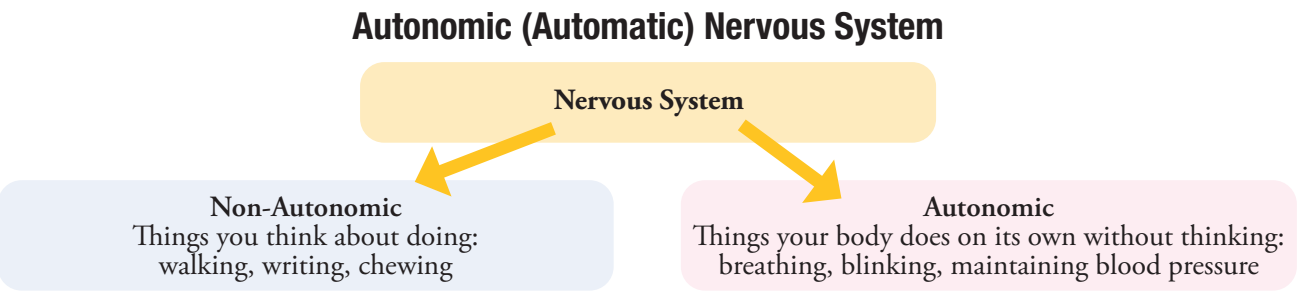 Autonomic (Automatic) Nervous System
Nervous System
Non-Autonomic
Things you think about doing:
walking, writing, chewing
Autonomic
Things your body does on its own without thinking:
breathing, blinking, maintaining blood pressure